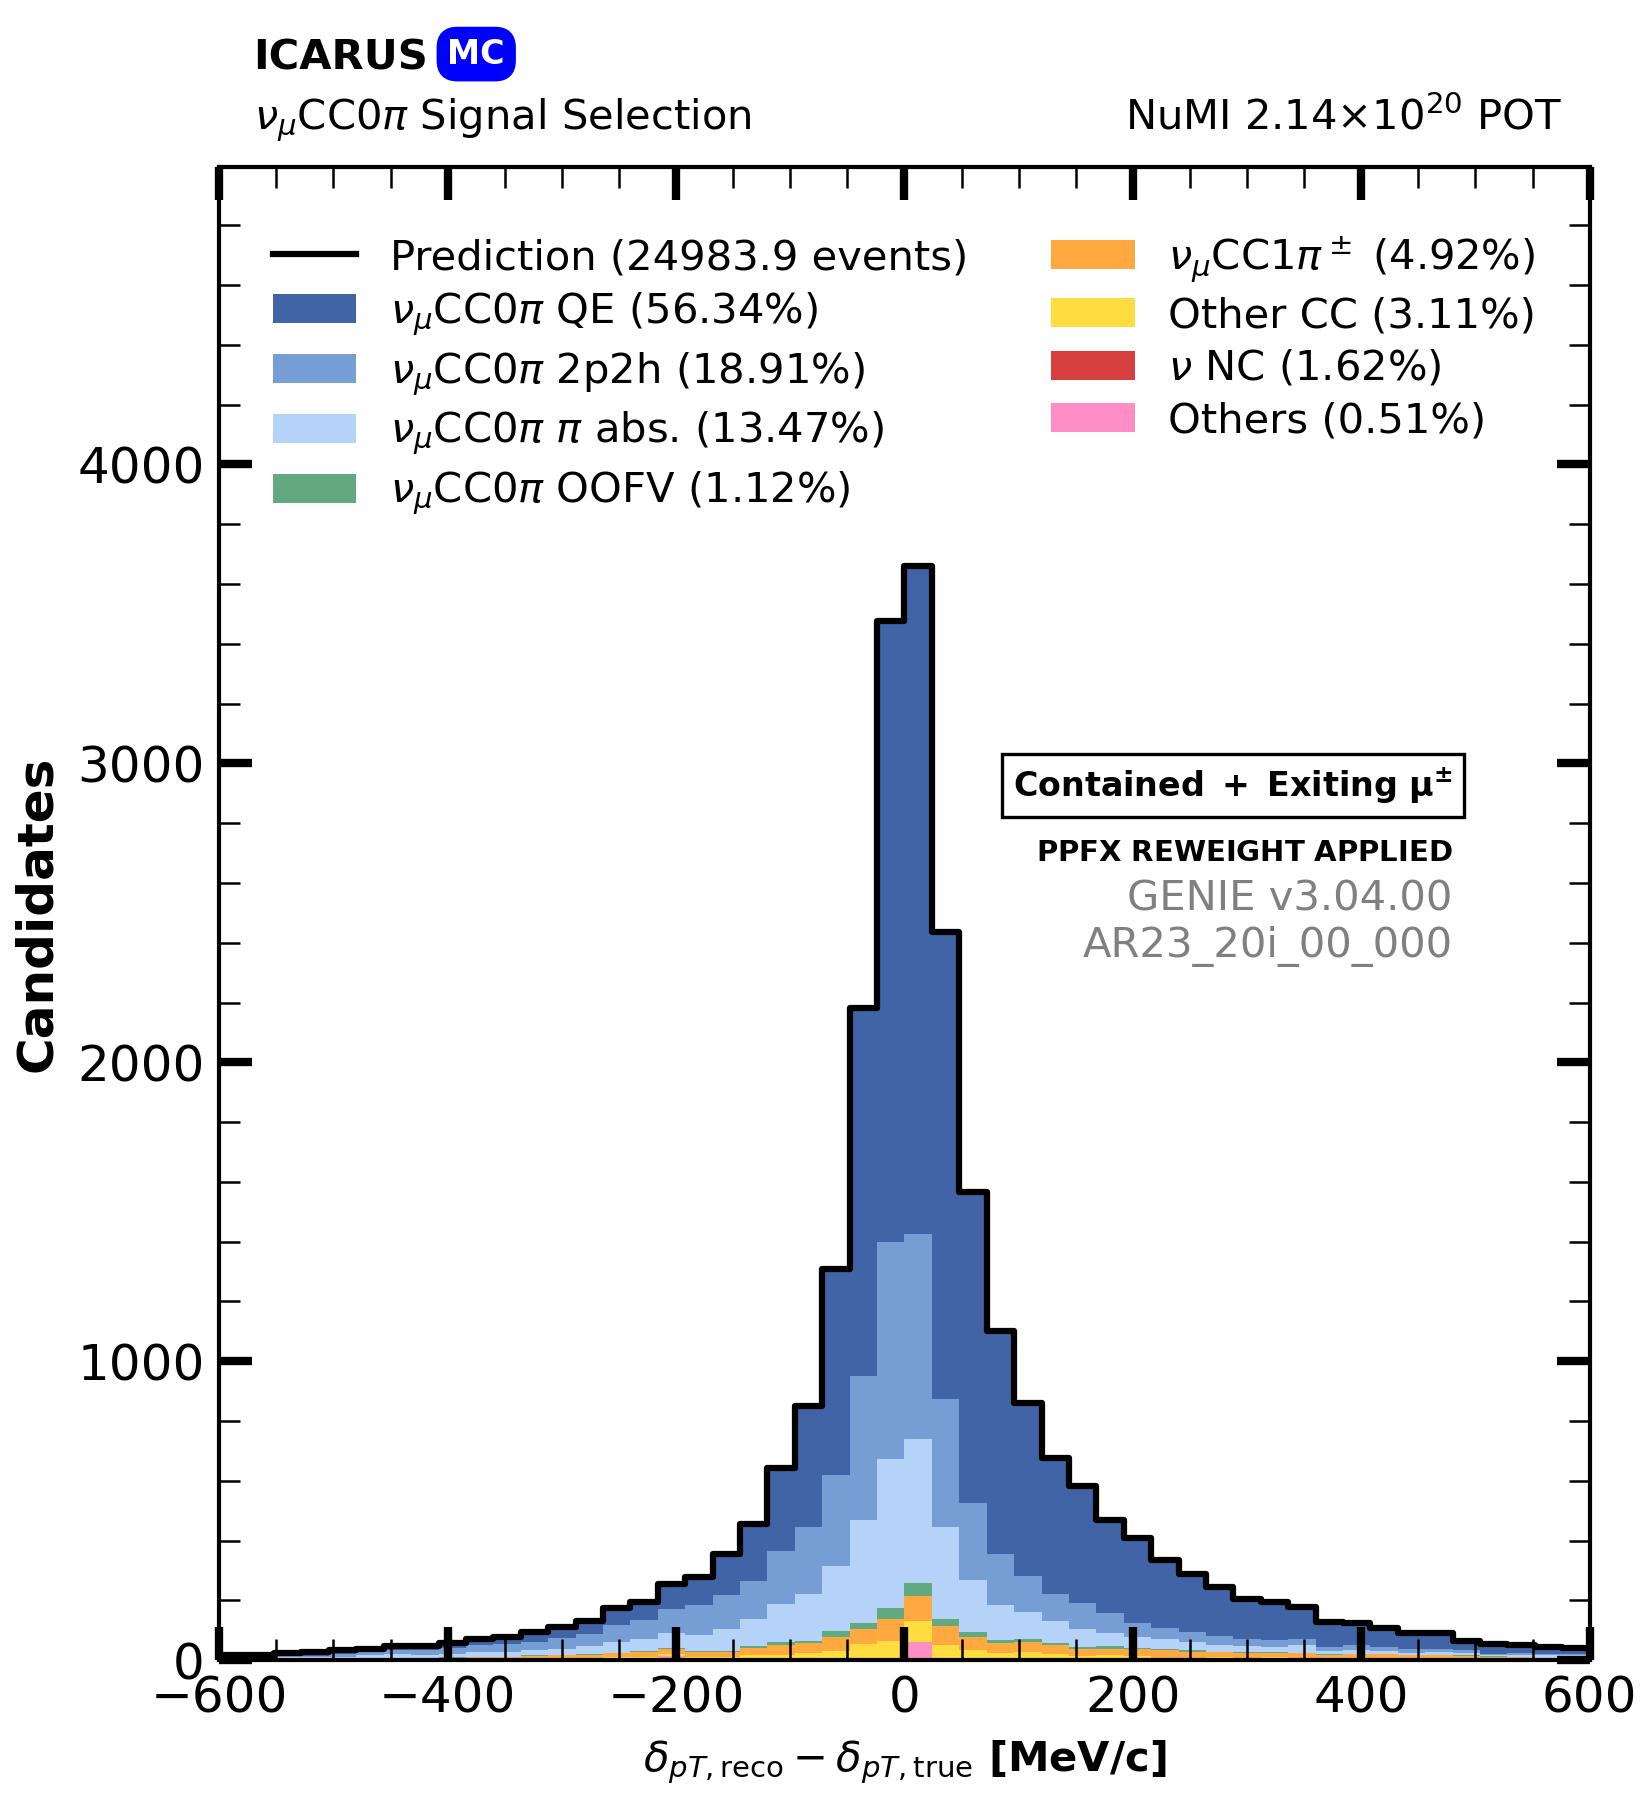 ICARUS MC
νμCC0π Signal Selection
NuMI 2.14×10²⁰ POT
Prediction (24983.9 events)
νμCC0π QE (56.34%)
νμCC0π 2p2h (18.91%)
νμCC0π π abs. (13.47%)
νμCC0π OOFV (1.12%)
νμCC1π± (4.92%)
Other CC (3.11%)
ν NC (1.62%)
Others (0.51%)
Contained + Exiting μ±
PPFX REWEIGHT APPLIED
GENIE v3.04.00
AR23_20i_00_000
Candidates
4000
3000
2000
1000
0
−600 −400 −200 0 200 400 600
δpT, reco − δpT, true [MeV/c]